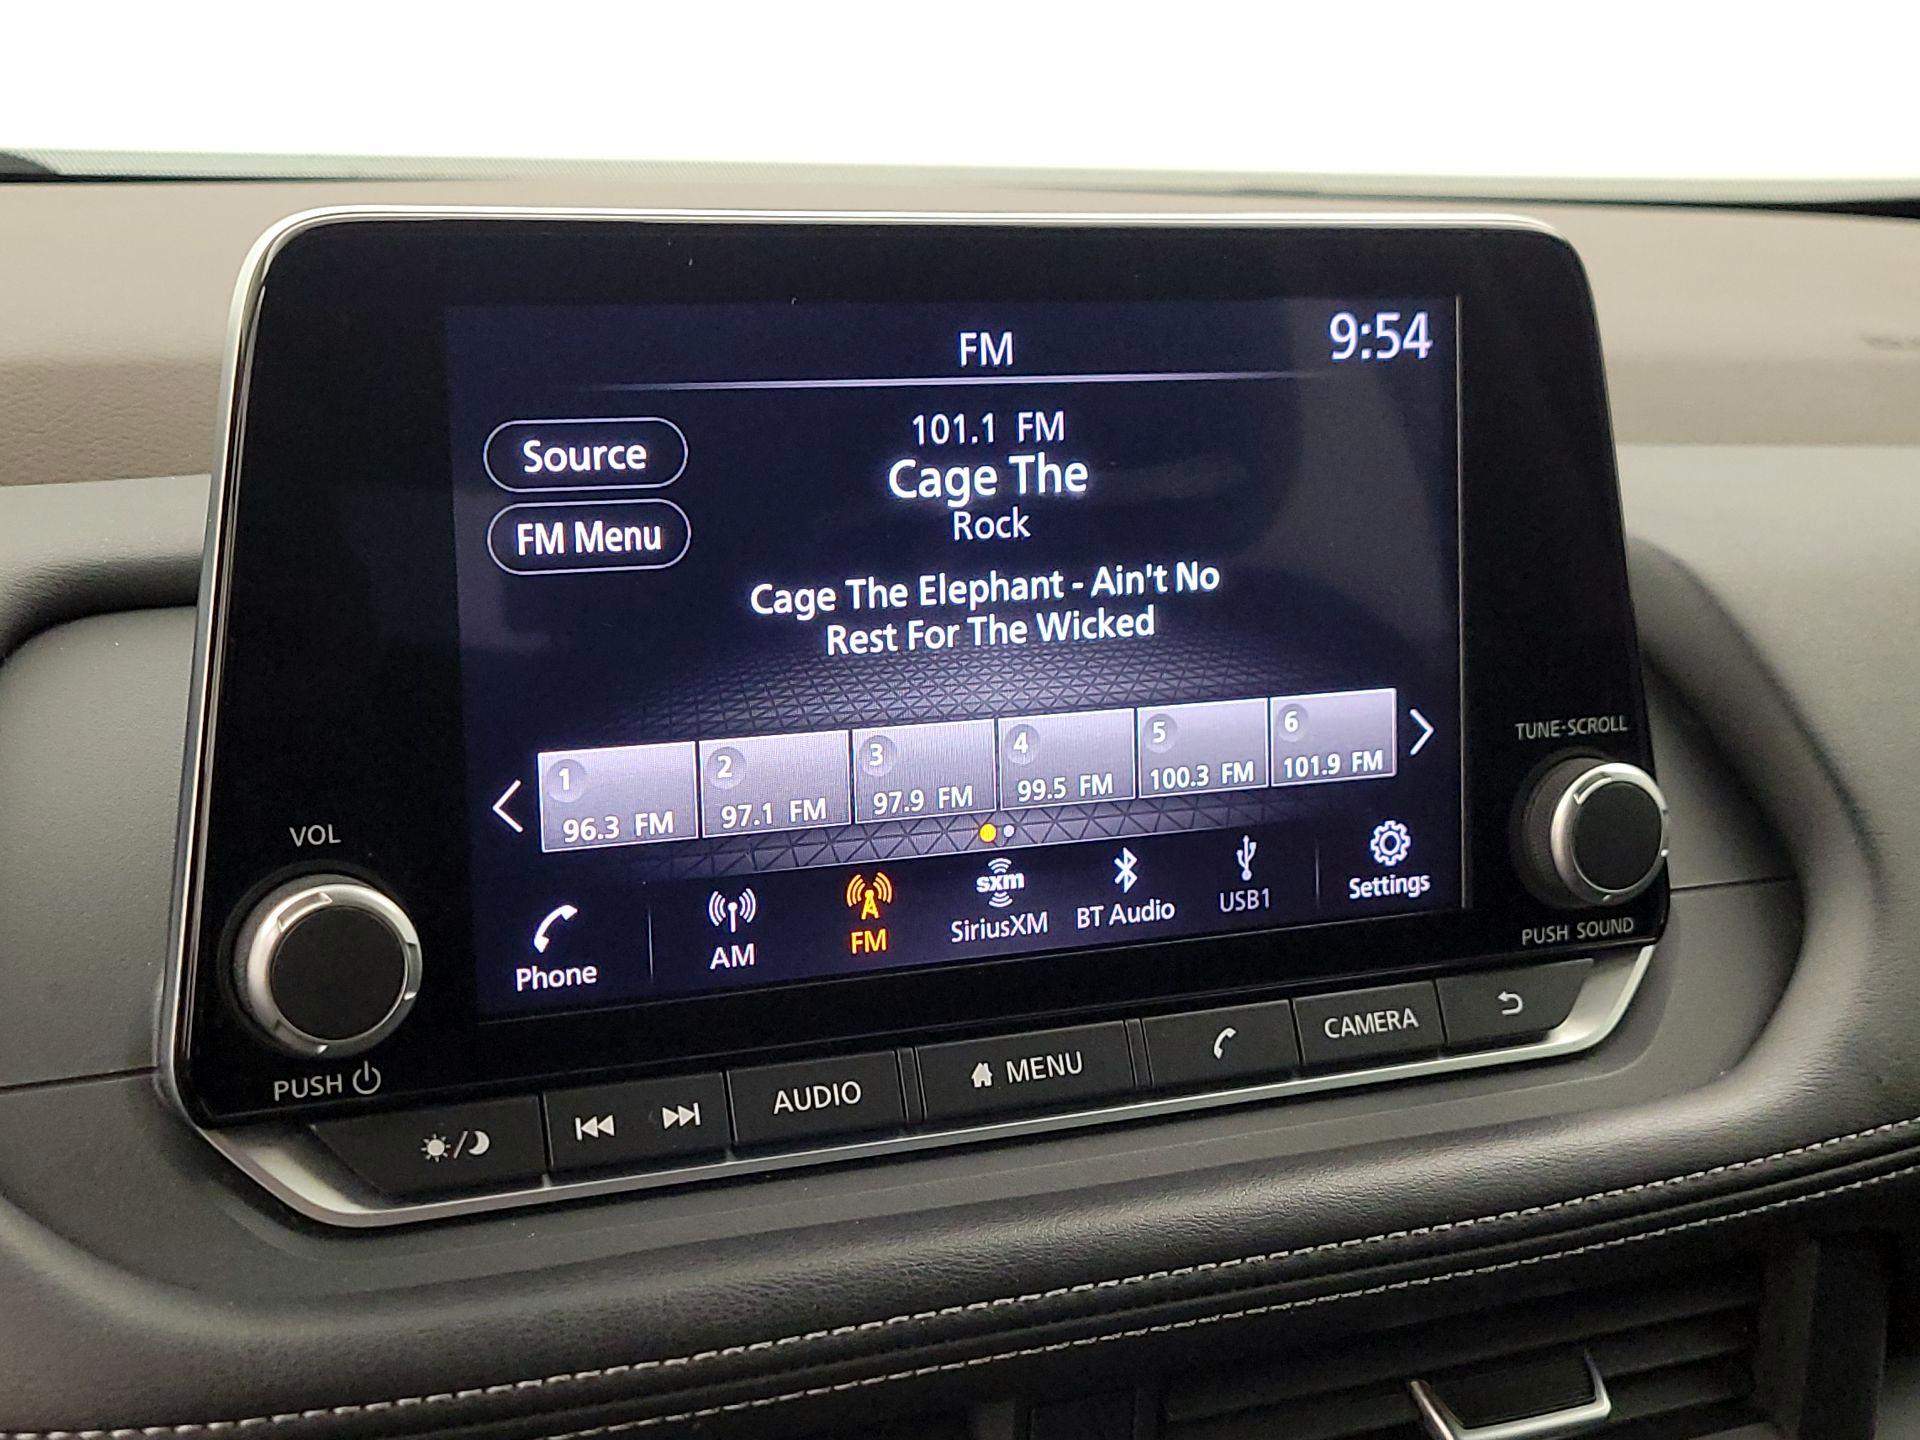 FM
9:54
Source
FM Menu
101.1 FM
Cage The
Rock
Cage The Elephant - Ain't No
Rest For The Wicked
1
96.3 FM
2
97.1 FM
3
97.9 FM
4
99.5 FM
5
100.3 FM
6
101.9 FM
Phone
AM
FM
sxm
SiriusXM
BT Audio
USB1
Settings
VOL
PUSH
TUNE·SCROLL
PUSH SOUND
AUDIO
MENU
CAMERA